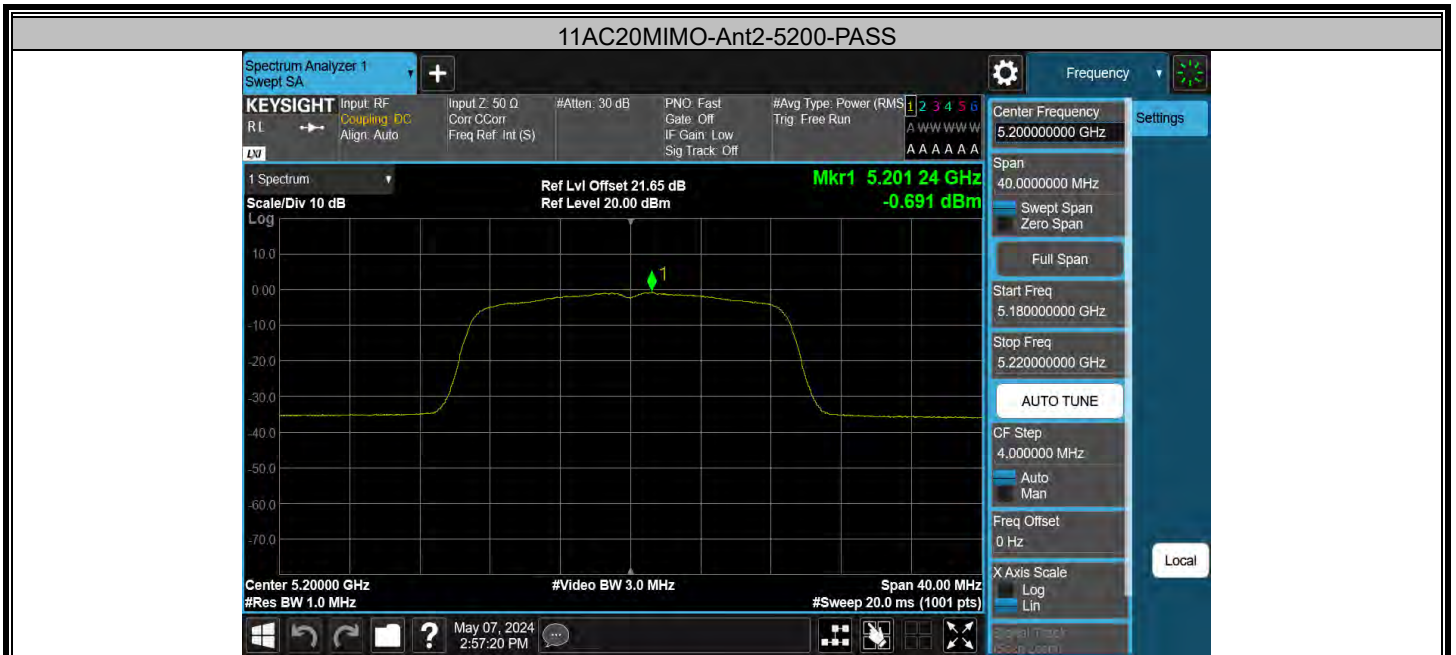 11AC20MIMO-Ant2-5200-PASS
Spectrum Analyzer 1
Swept SA
Frequency
KEYSIGHT
RL
LXI
Input: RF
Coupling: DC
Align: Auto
Input Z: 50 Ω
Corr CCorr
Freq Ref: Int (S)
#Atten: 30 dB
PNO: Fast
Gate: Off
IF Gain: Low
Sig Track: Off
#Avg Type: Power (RMS
Trig: Free Run
1 2 3 4 5 6
A W W W W W
A A A A A A
1 Spectrum
Scale/Div 10 dB
Log
Ref Lvl Offset 21.65 dB
Ref Level 20.00 dBm
Mkr1 5.201 24 GHz
-0.691 dBm
10.0
0.00
-10.0
-20.0
-30.0
-40.0
-50.0
-60.0
-70.0
1
Center 5.20000 GHz
#Res BW 1.0 MHz
#Video BW 3.0 MHz
Span 40.00 MHz
#Sweep 20.0 ms (1001 pts)
Center Frequency
5.200000000 GHz
Settings
Span
40.0000000 MHz
Swept Span
Zero Span
Full Span
Start Freq
5.180000000 GHz
Stop Freq
5.220000000 GHz
AUTO TUNE
CF Step
4.000000 MHz
Auto
Man
Freq Offset
0 Hz
X Axis Scale
Log
Lin
Local
May 07, 2024
2:57:20 PM